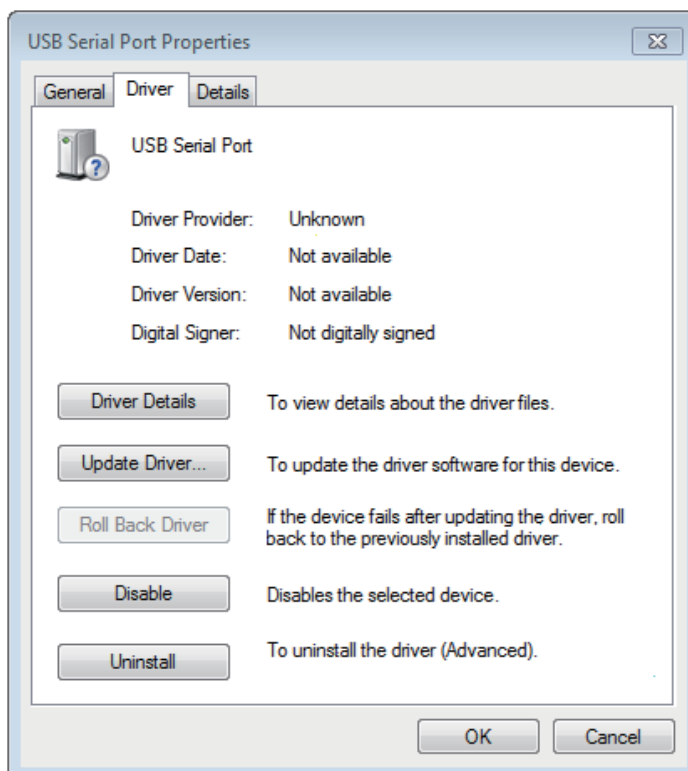 USB Serial Port Properties
General Driver Details
USB Serial Port
Driver Provider: Unknown
Driver Date: Not available
Driver Version: Not available
Digital Signer: Not digitally signed
Driver Details To view details about the driver files.
Update Driver... To update the driver software for this device.
Roll Back Driver If the device fails after updating the driver, roll
back to the previously installed driver.
Disable Disables the selected device.
Uninstall To uninstall the driver (Advanced).
OK Cancel